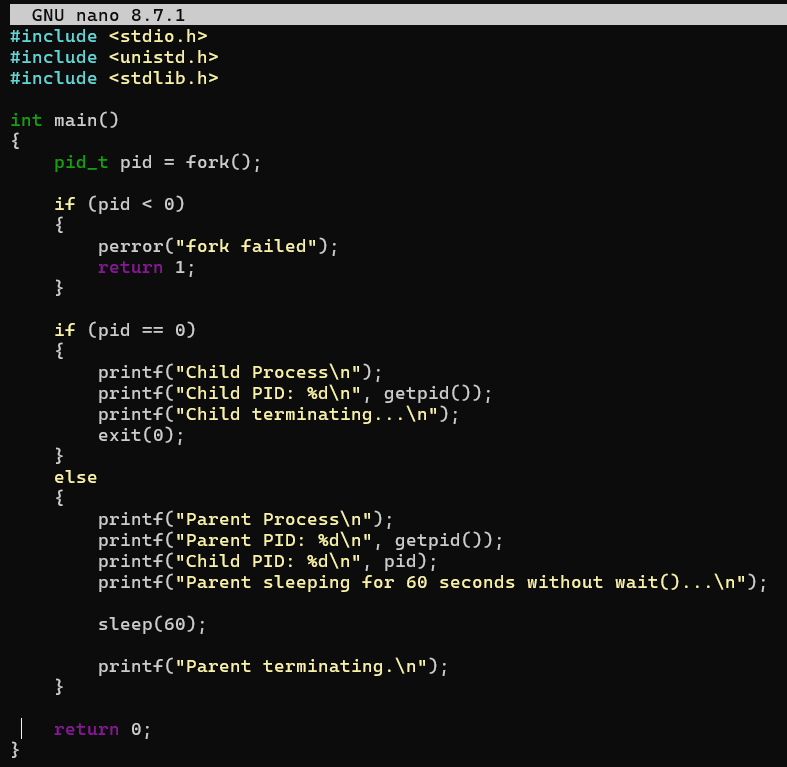 GNU nano 8.7.1
#include <stdio.h>
#include <unistd.h>
#include <stdlib.h>

int main()
{
    pid_t pid = fork();

    if (pid < 0)
    {
        perror("fork failed");
        return 1;
    }

    if (pid == 0)
    {
        printf("Child Process\n");
        printf("Child PID: %d\n", getpid());
        printf("Child terminating...\n");
        exit(0);
    }
    else
    {
        printf("Parent Process\n");
        printf("Parent PID: %d\n", getpid());
        printf("Child PID: %d\n", pid);
        printf("Parent sleeping for 60 seconds without wait()...\n");

        sleep(60);

        printf("Parent terminating.\n");
    }

    return 0;
}